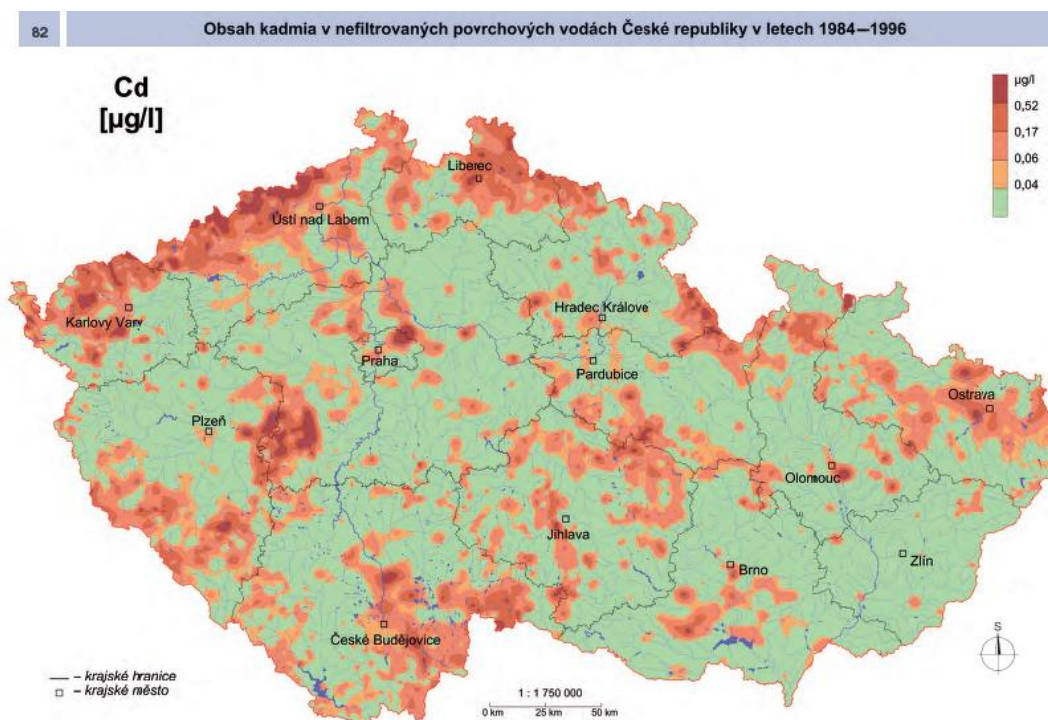 82
Obsah kadmia v nefiltrovaných povrchových vodách České republiky v letech 1984–1996
Cd
[µg/l]
µg/l
0,52
0,17
0,06
0,04
Liberec
Ústí nad Labem
Karlovy Vary
Hradec Králové
Praha
Pardubice
Ostrava
Plzeň
Olomouc
Jihlava
Zlín
Brno
České Budějovice
S
– krajské hranice
– krajské město
1 : 1 750 000
0 km 25 km 50 km